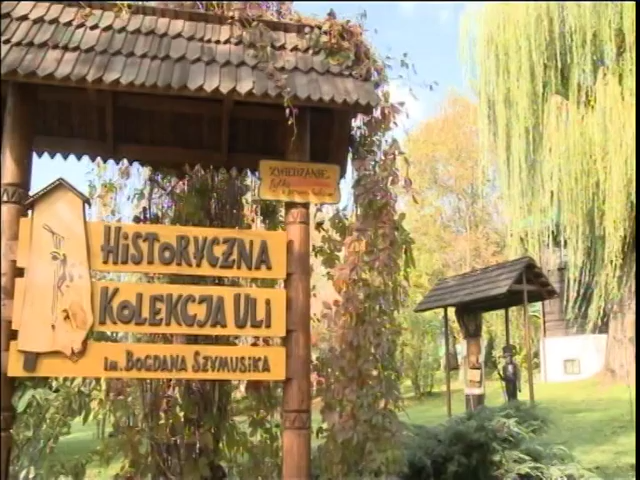 ZWIEDZANIE:
HiSTORYCZNA
KOLEKCJA ULi
im. BOGDANA SZYMUSiKA